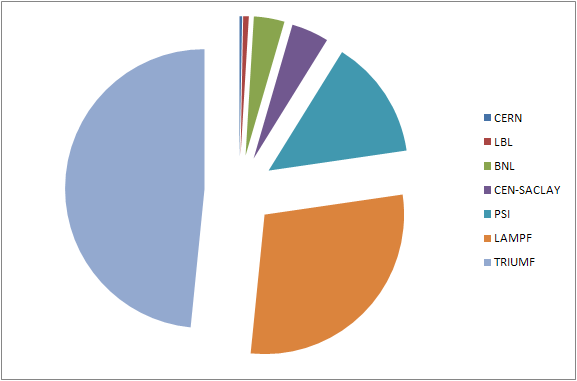 CERN
LBL
BNL
CEN-SACLAY
PSI
LAMPF
TRIUMF